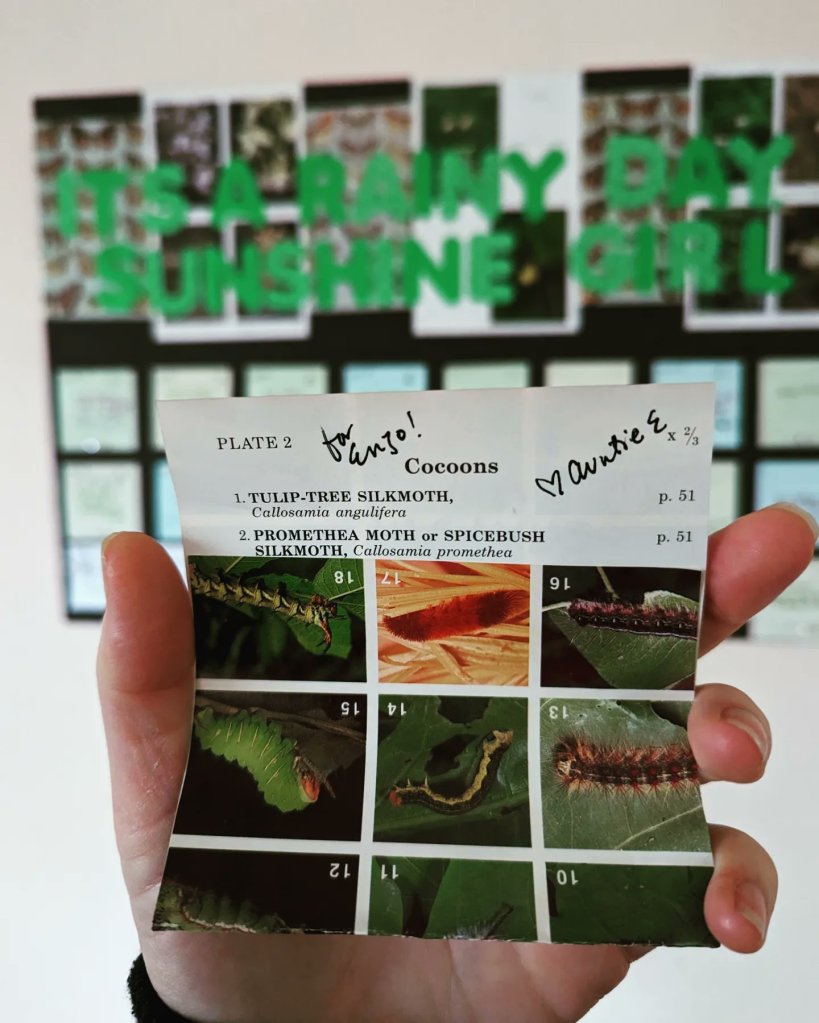 ITS A RAINY DAY
SUNSHINE GIRL
PLATE 2 for Enzo! ♡ Auntie E x 2/3
Cocoons
1. TULIP-TREE SILKMOTH, p. 51
Callosamia angulifera
2. PROMETHEA MOTH or SPICEBUSH p. 51
SILKMOTH, Callosamia promethea
18 17 16
15 14 13
12 11 10